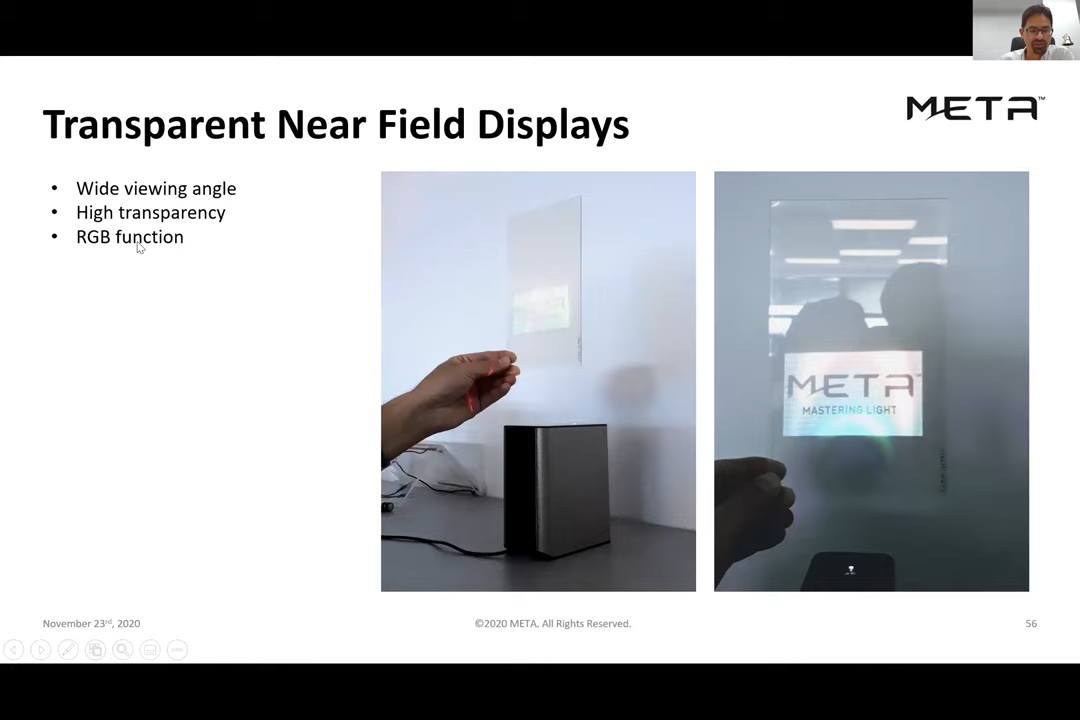 META™
Transparent Near Field Displays
• Wide viewing angle
• High transparency
• RGB function
META
MASTERING LIGHT
November 23rd, 2020
©2020 META. All Rights Reserved.
56